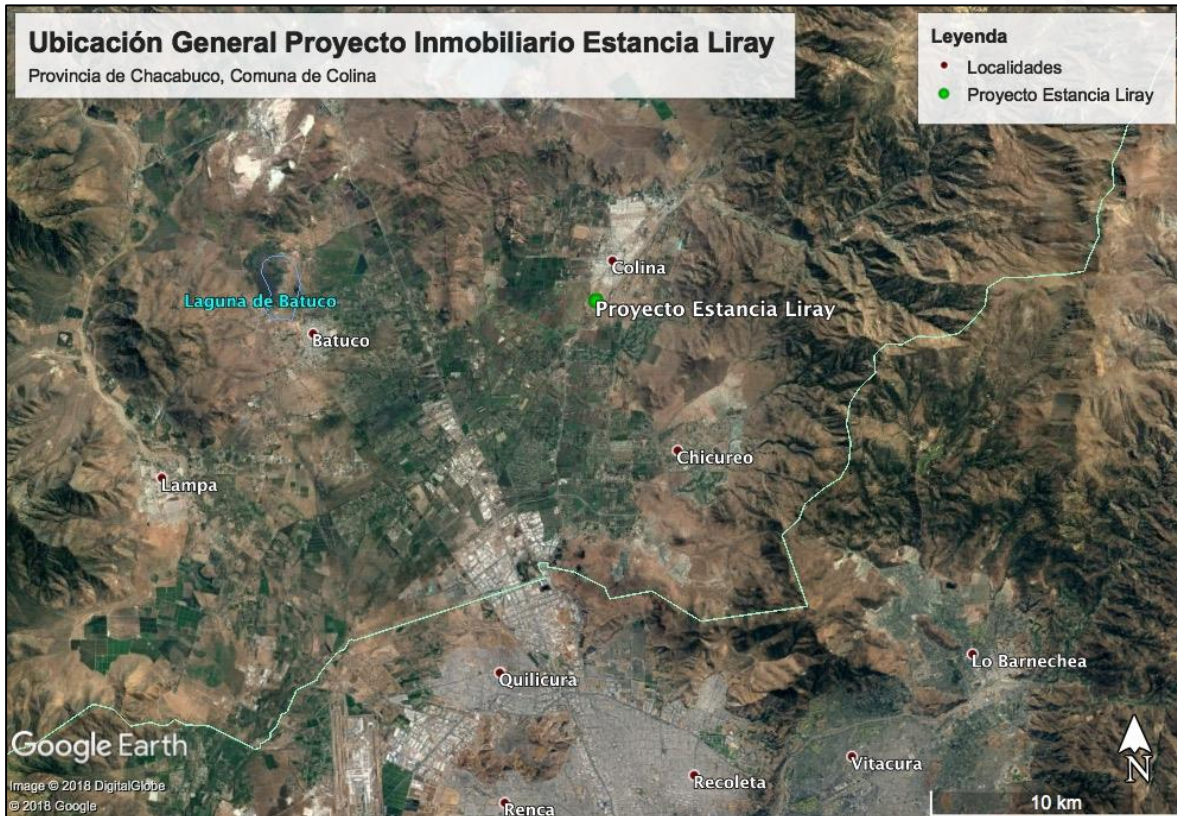 Ubicación General Proyecto Inmobiliario Estancia Liray
Provincia de Chacabuco, Comuna de Colina
Leyenda
Localidades
Proyecto Estancia Liray
Colina
Laguna de Batuco
Proyecto Estancia Liray
Batuco
Chicureo
Lampa
Lo Barnechea
Quilicura
Google Earth
Vitacura
Recoleta
N
Image © 2018 DigitalGlobe
© 2018 Google
Renca
10 km